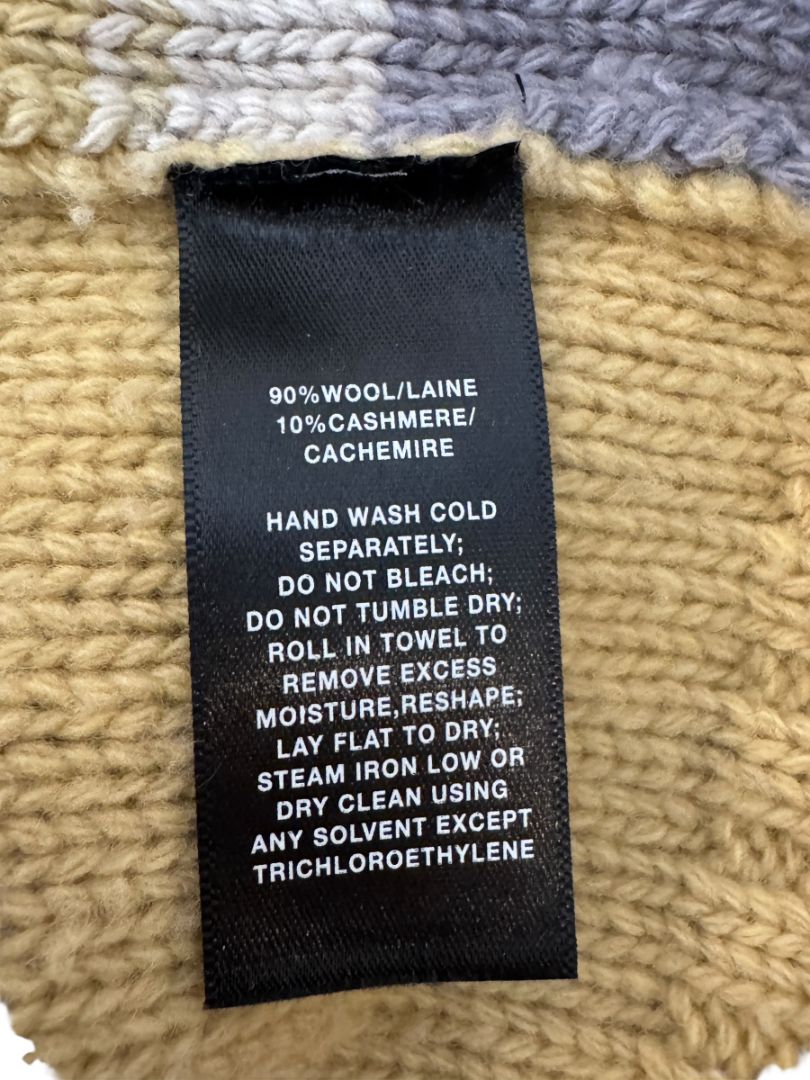 90%WOOL/LAINE
10%CASHMERE/
CACHEMIRE
HAND WASH COLD
SEPARATELY;
DO NOT BLEACH;
DO NOT TUMBLE DRY;
ROLL IN TOWEL TO
REMOVE EXCESS
MOISTURE,RESHAPE;
LAY FLAT TO DRY;
STEAM IRON LOW OR
DRY CLEAN USING
ANY SOLVENT EXCEPT
TRICHLOROETHYLENE